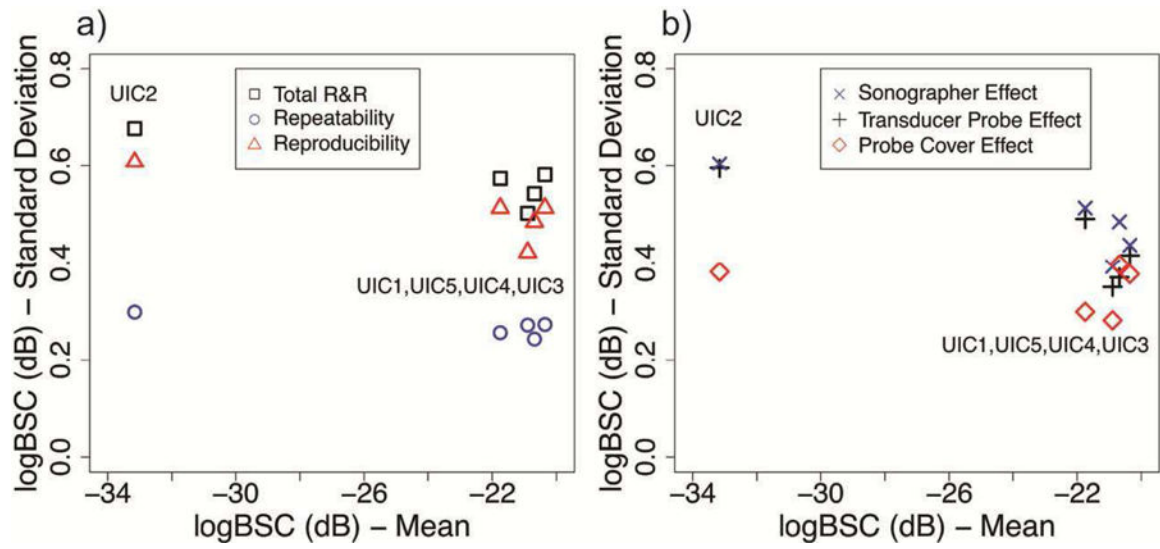 a)
logBSC (dB) – Standard Deviation
0.8
0.6
0.4
0.2
0.0
UIC2
Total R&R
Repeatability
Reproducibility
UIC1,UIC5,UIC4,UIC3
−34
−30
−26
−22
logBSC (dB) – Mean
b)
logBSC (dB) – Standard Deviation
0.8
0.6
0.4
0.2
0.0
UIC2
Sonographer Effect
Transducer Probe Effect
Probe Cover Effect
UIC1,UIC5,UIC4,UIC3
−34
−30
−26
−22
logBSC (dB) – Mean